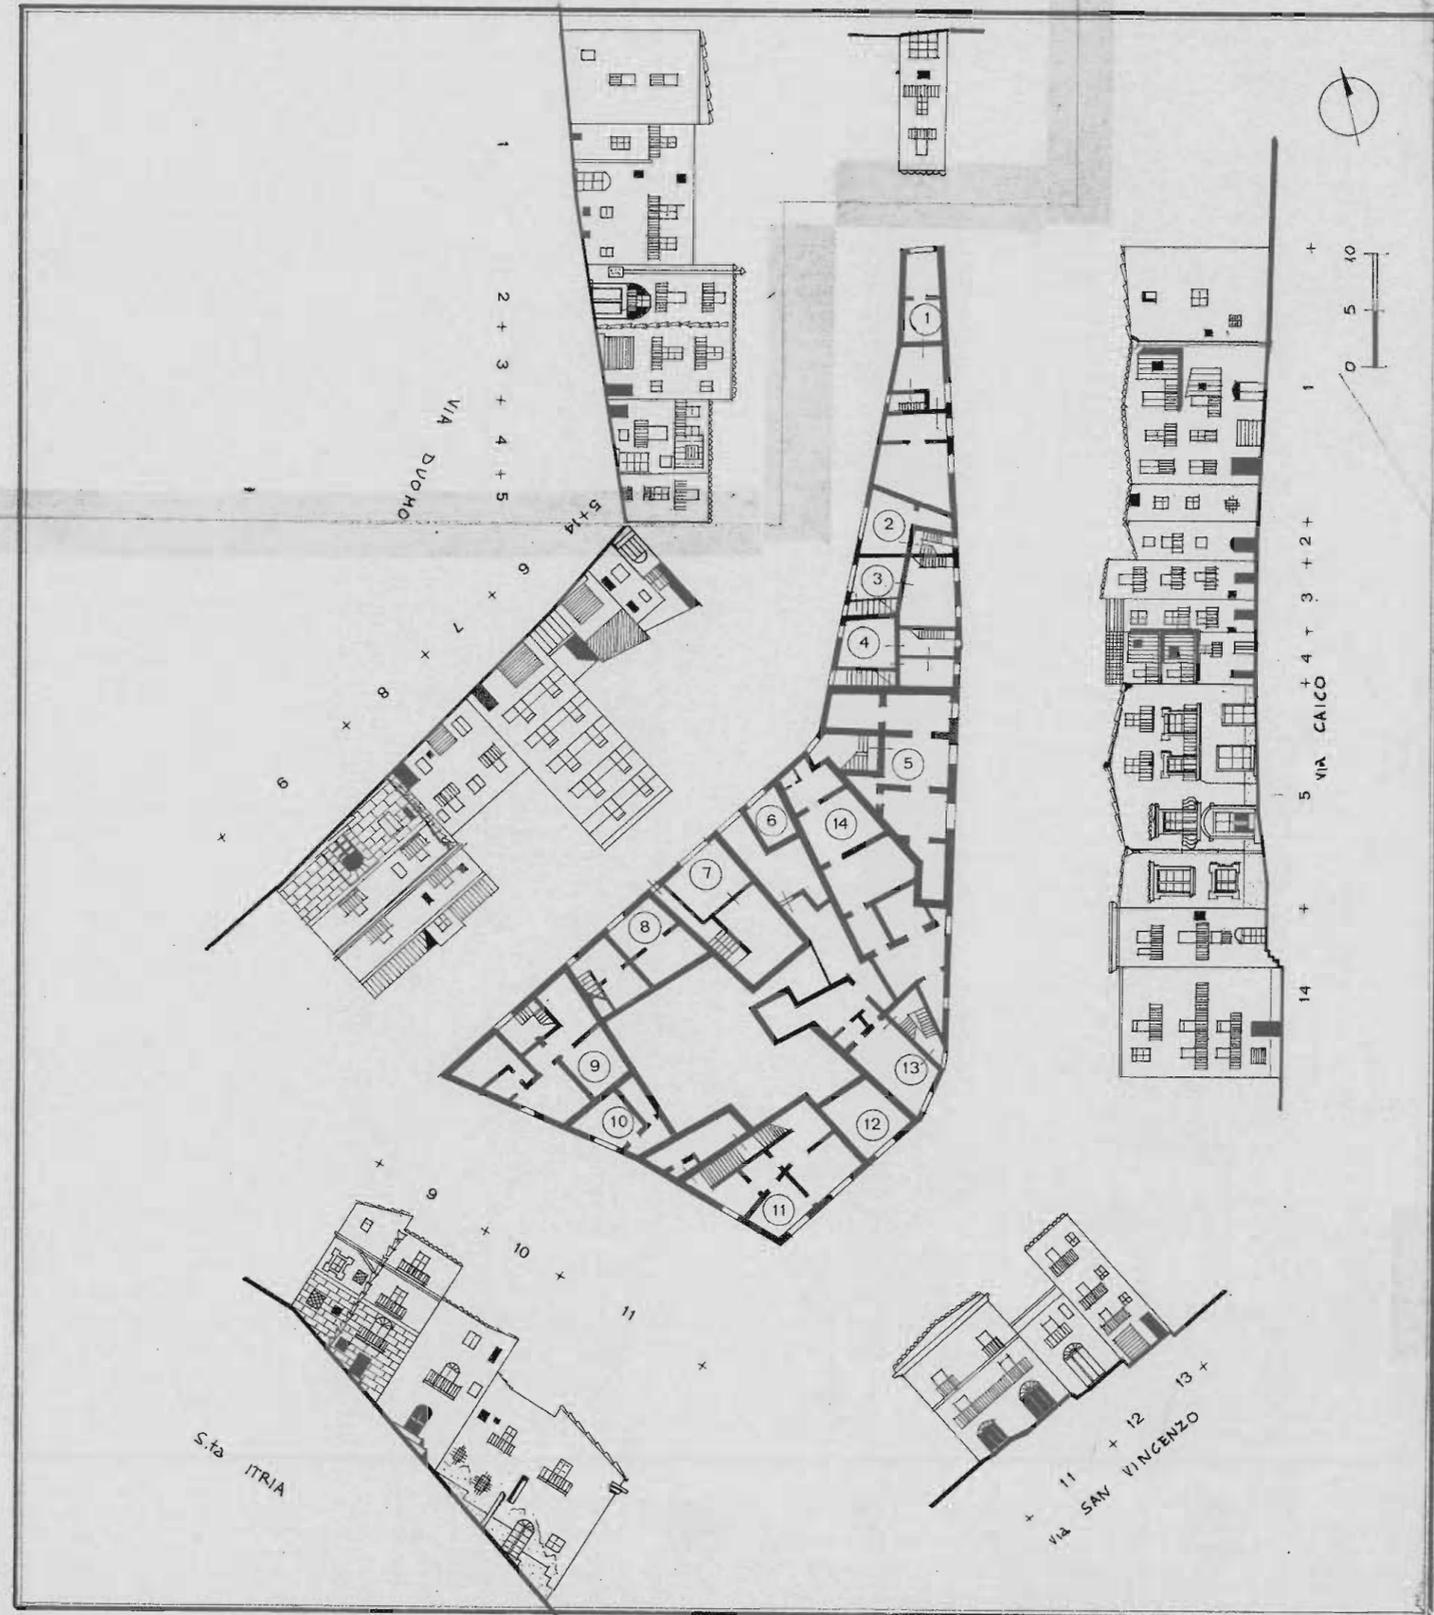 1
2 + 3 + 4 + 5
VIA DUOMO
5+14
6 × 7 × 8 × 9 ×
1
2
3
4
5
6
14
7
8
9
10
11
12
13
10
5
0
+ 1 + 2 + 3 + 4 + 5 + 14
VIA CAICO
× 9 + 10 × 11 ×
S.ta ITRIA
+ 11 + 12 13 +
VIA SAN VINCENZO